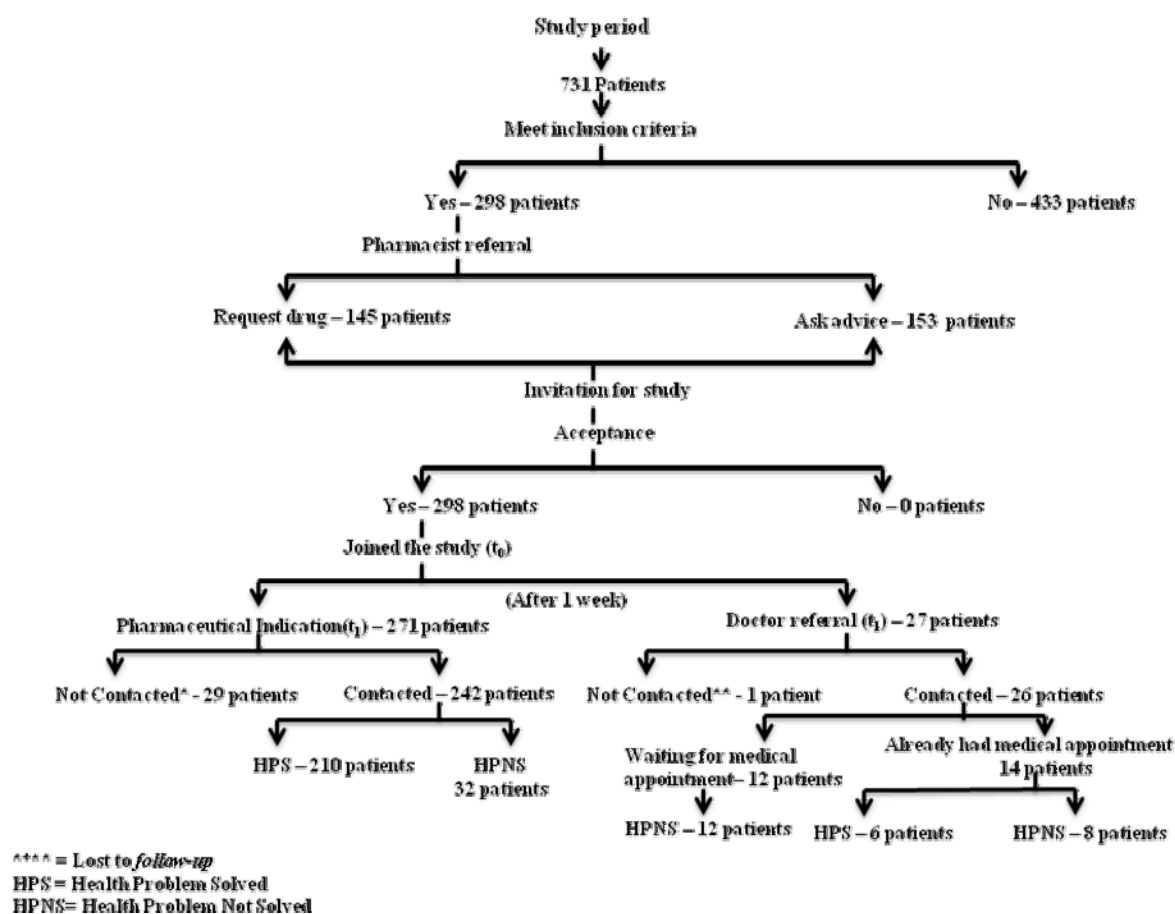 Study period
731 Patients
Meet inclusion criteria
Yes – 298 patients
No – 433 patients
Pharmacist referral
Request drug – 145 patients
Ask advice – 153 patients
Invitation for study
Acceptance
Yes – 298 patients
No – 0 patients
Joined the study (t₀)
(After 1 week)
Pharmaceutical Indication(t₁) – 271 patients
Doctor referral (t₁) – 27 patients
Not Contacted* - 29 patients
Contacted – 242 patients
Not Contacted** - 1 patient
Contacted – 26 patients
HPS – 210 patients
HPNS
32 patients
Waiting for medical
appointment – 12 patients
Already had medical appointment
14 patients
HPNS – 12 patients
HPS – 6 patients
HPNS – 8 patients
**** = Lost to follow-up
HPS = Health Problem Solved
HPNS= Health Problem Not Solved